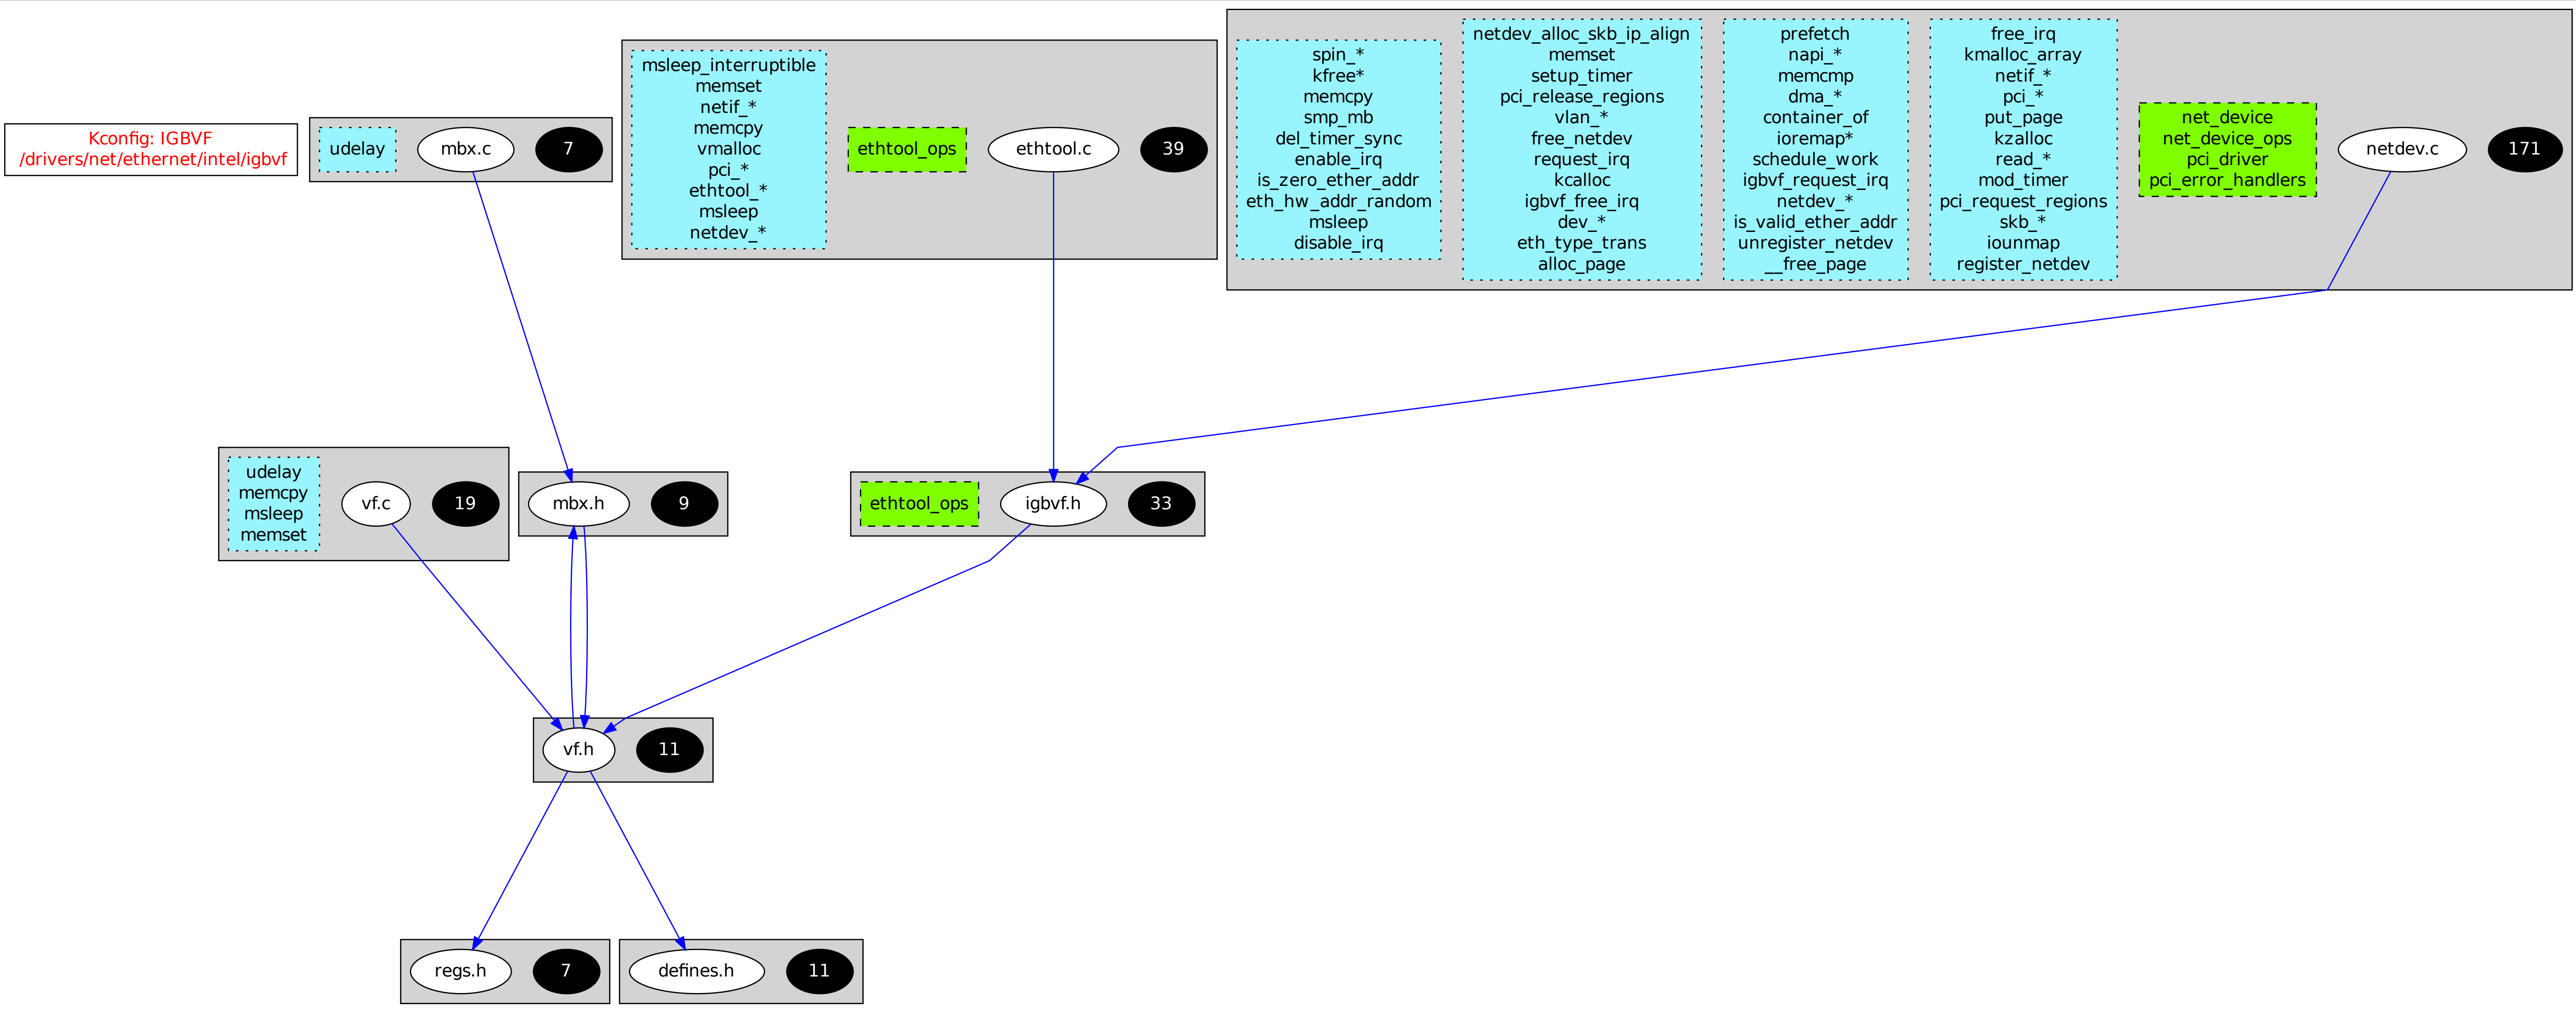 Kconfig: IGBVF
/drivers/net/ethernet/intel/igbvf
udelay
mbx.c
7
msleep_interruptible
memset
netif_*
memcpy
vmalloc
pci_*
ethtool_*
msleep
netdev_*
ethtool_ops
ethtool.c
39
spin_*
kfree*
memcpy
smp_mb
del_timer_sync
enable_irq
is_zero_ether_addr
eth_hw_addr_random
msleep
disable_irq
netdev_alloc_skb_ip_align
memset
setup_timer
pci_release_regions
vlan_*
free_netdev
request_irq
kcalloc
igbvf_free_irq
dev_*
eth_type_trans
alloc_page
prefetch
napi_*
memcmp
dma_*
container_of
ioremap*
schedule_work
igbvf_request_irq
netdev_*
is_valid_ether_addr
unregister_netdev
__free_page
free_irq
kmalloc_array
netif_*
pci_*
put_page
kzalloc
read_*
mod_timer
pci_request_regions
skb_*
iounmap
register_netdev
net_device
net_device_ops
pci_driver
pci_error_handlers
netdev.c
171
udelay
memcpy
msleep
memset
vf.c
19
mbx.h
9
ethtool_ops
igbvf.h
33
vf.h
11
regs.h
7
defines.h
11